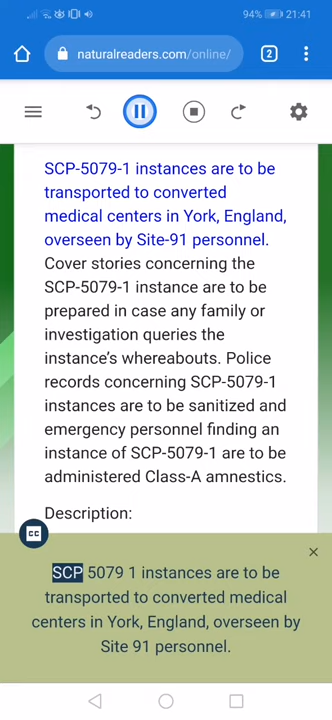 94% 21:41
naturalreaders.com/online/
2
SCP-5079-1 instances are to be
transported to converted
medical centers in York, England,
overseen by Site-91 personnel.
Cover stories concerning the
SCP-5079-1 instance are to be
prepared in case any family or
investigation queries the
instance’s whereabouts. Police
records concerning SCP-5079-1
instances are to be sanitized and
emergency personnel finding an
instance of SCP-5079-1 are to be
administered Class-A amnestics.
Description:
CC
SCP 5079 1 instances are to be
transported to converted medical
centers in York, England, overseen by
Site 91 personnel.